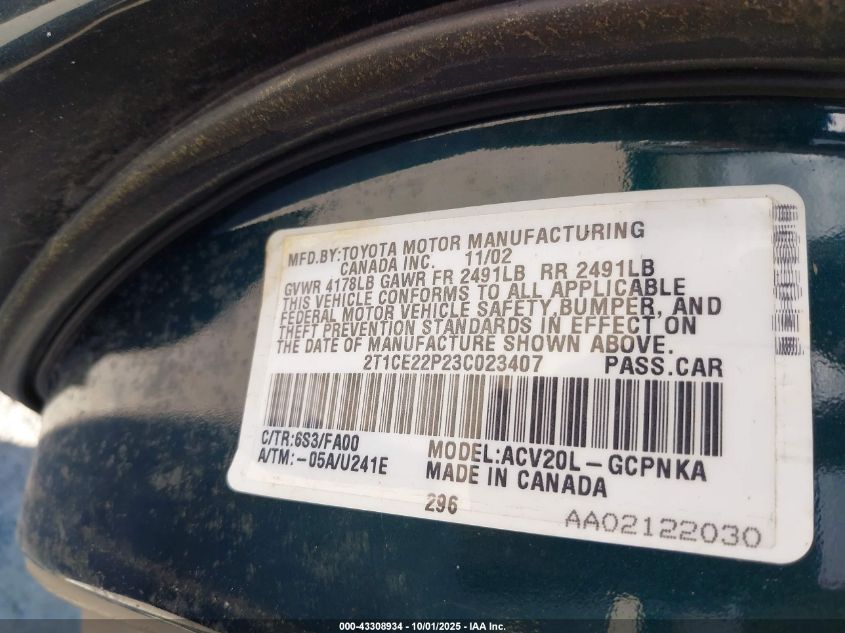 MFD.BY:TOYOTA MOTOR MANUFACTURING
CANADA INC. 11/02
GVWR 4178LB GAWR FR 2491LB RR 2491LB
THIS VEHICLE CONFORMS TO ALL APPLICABLE
FEDERAL MOTOR VEHICLE SAFETY,BUMPER, AND
THEFT PREVENTION STANDARDS IN EFFECT ON
THE DATE OF MANUFACTURE SHOWN ABOVE.
2T1CE22P23C023407 PASS.CAR
C/TR:6S3/FA00
A/TM:-05A/U241E
MODEL:ACV20L-GCPNKA
MADE IN CANADA
296
AA02122030
000-43308934 - 10/01/2025 - IAA Inc.